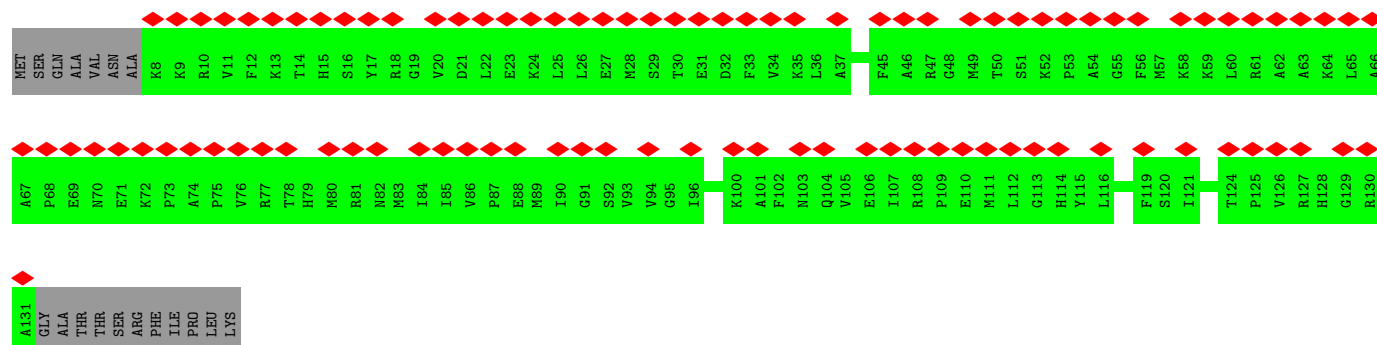 MET SER GLN ALA VAL ASN ALA K8 K9 R10 V11 F12 K13 T14 H15 S16 Y17 R18 G19 V20 D21 L22 E23 K24 L25 L26 E27 M28 S29 T30 E31 D32 F33 V34 K35 L36 A37 F45 A46 R47 G48 M49 T50 S51 K52 P53 A54 G55 F56 M57 K58 K59 L60 R61 A62 A63 K64 L65 A66
A67 P68 E69 N70 E71 K72 P73 A74 P75 V76 R77 T78 H79 M80 R81 N82 M83 I84 I85 V86 P87 E88 M89 I90 G91 S92 V93 V94 G95 I96 K100 A101 F102 N103 Q104 V105 E106 I107 R108 P109 E110 M111 L112 G113 H114 Y115 L116 F119 S120 I121 T124 P125 V126 R127 H128 G129 R130
A131 GLY ALA THR THR SER ARG PHE ILE PRO LEU LYS